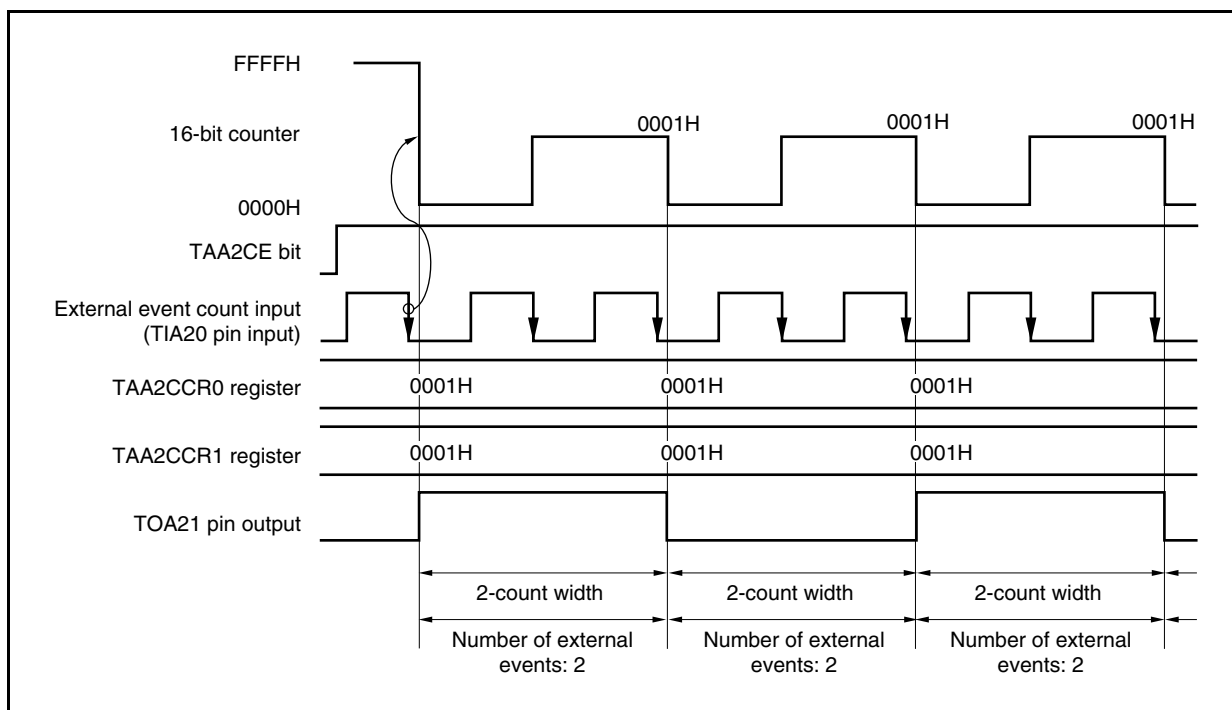 FFFFH
16-bit counter
0001H 0001H 0001H
0000H
TAA2CE bit
External event count input
(TIA20 pin input)
TAA2CCR0 register
0001H 0001H 0001H
TAA2CCR1 register
0001H 0001H 0001H
TOA21 pin output
2-count width 2-count width 2-count width
Number of external Number of external Number of external
events: 2 events: 2 events: 2